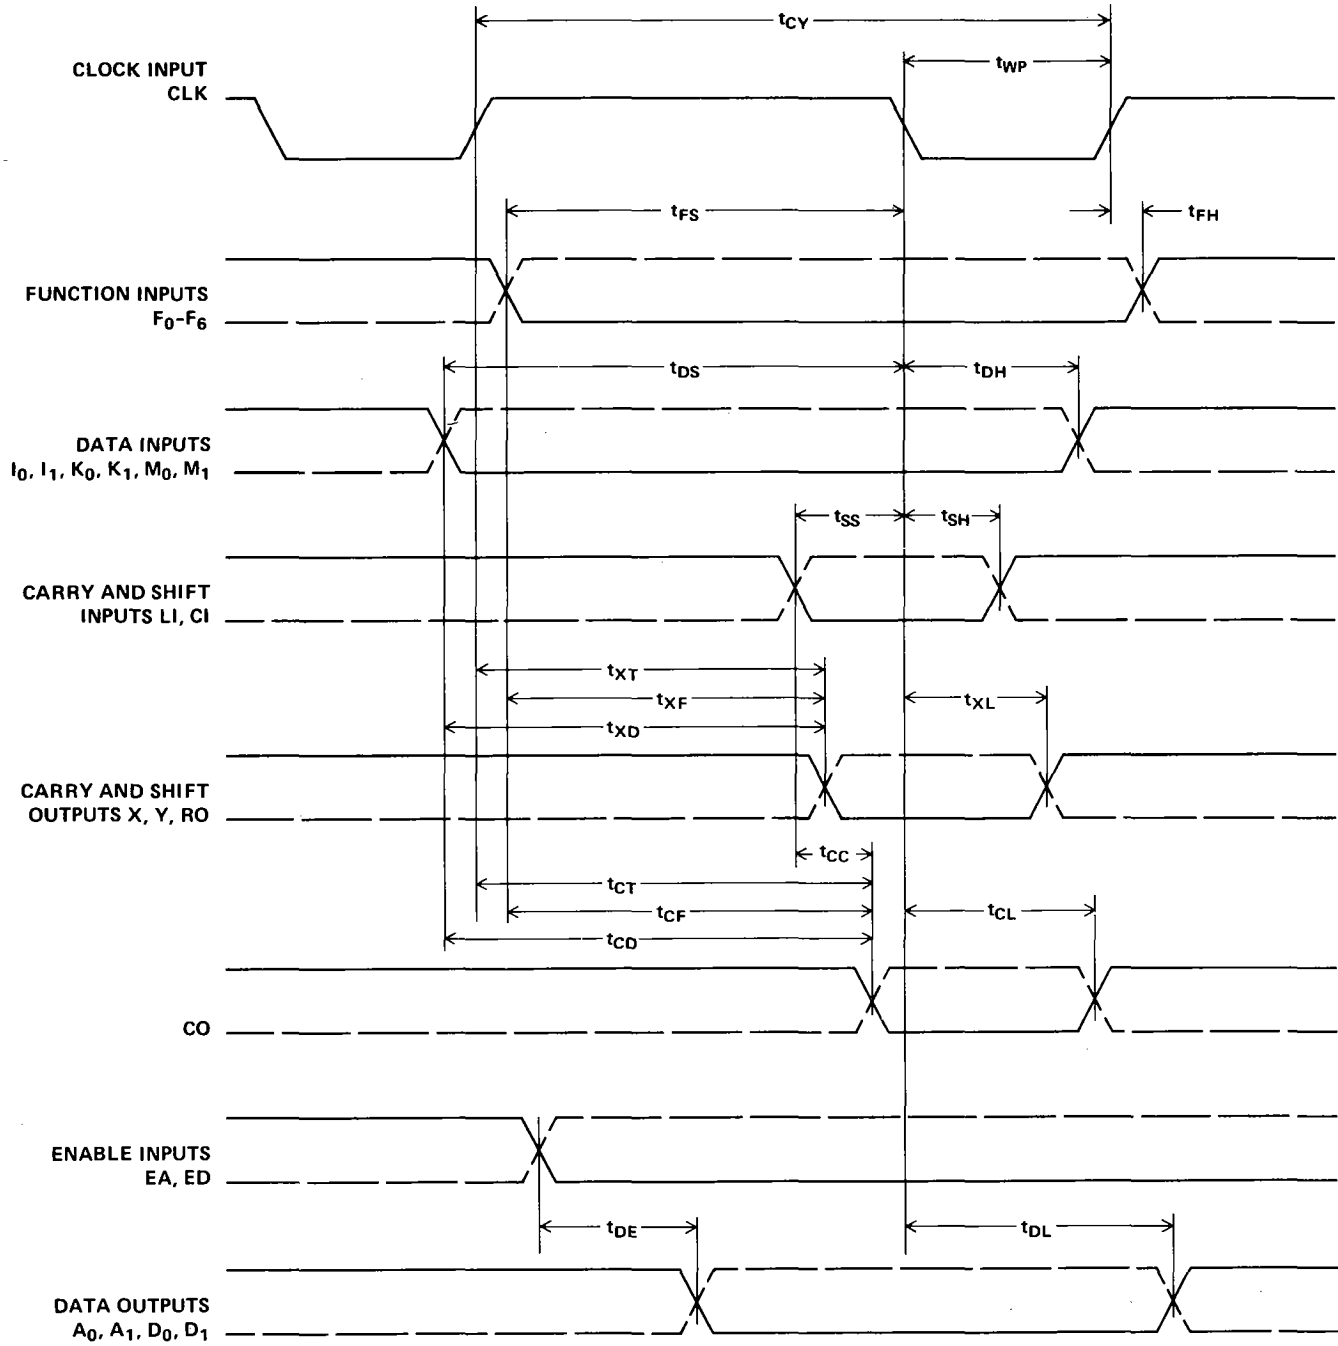 tCY
CLOCK INPUT
CLK
tWP
tFS
tFH
FUNCTION INPUTS
F0-F6
tDS
tDH
DATA INPUTS
I0, I1, K0, K1, M0, M1
tSS
tSH
CARRY AND SHIFT
INPUTS LI, CI
tXT
tXF
tXL
tXD
CARRY AND SHIFT
OUTPUTS X, Y, RO
tCC
tCT
tCF
tCL
tCD
CO
ENABLE INPUTS
EA, ED
tDE
tDL
DATA OUTPUTS
A0, A1, D0, D1